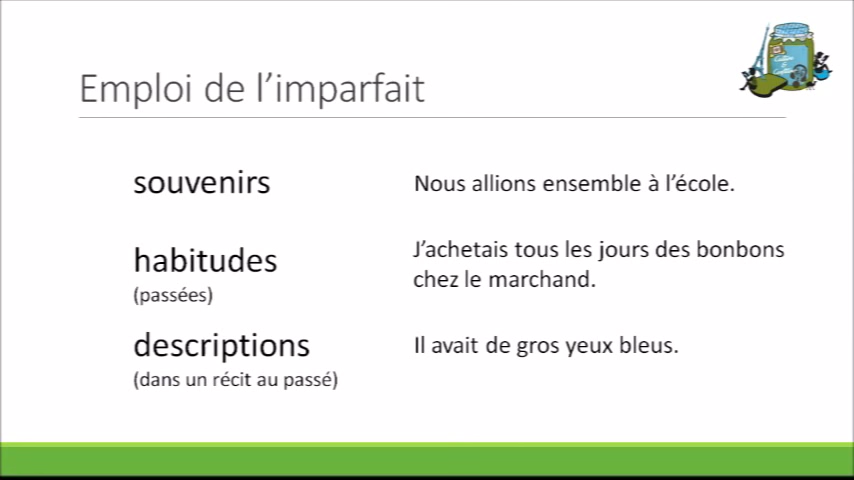 Emploi de l’imparfait
souvenirs
Nous allions ensemble à l’école.
habitudes
(passées)
J’achetais tous les jours des bonbons
chez le marchand.
descriptions
(dans un récit au passé)
Il avait de gros yeux bleus.